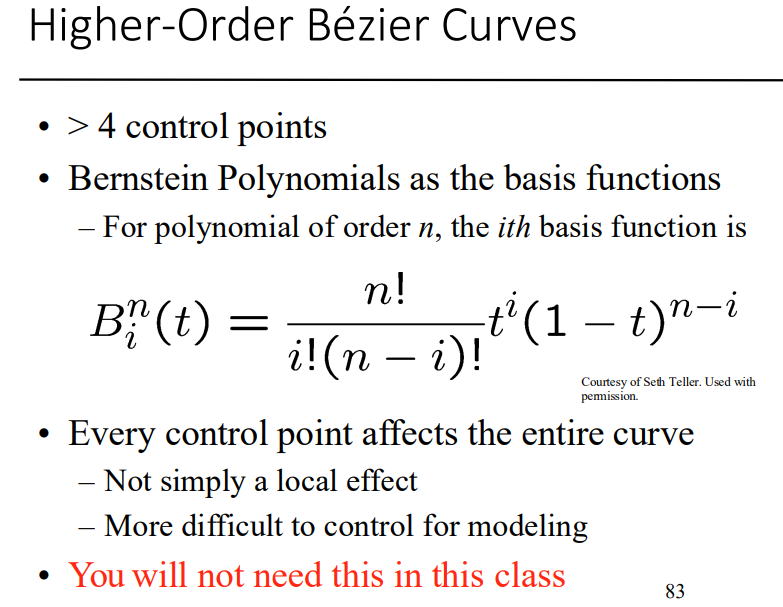 Higher-Order Bézier Curves
• > 4 control points
• Bernstein Polynomials as the basis functions
– For polynomial of order n, the ith basis function is
Bᵢⁿ(t) = n! / (i!(n − i)!) tⁱ(1 − t)ⁿ⁻ⁱ
Courtesy of Seth Teller. Used with
permission.
• Every control point affects the entire curve
– Not simply a local effect
– More difficult to control for modeling
• You will not need this in this class
83